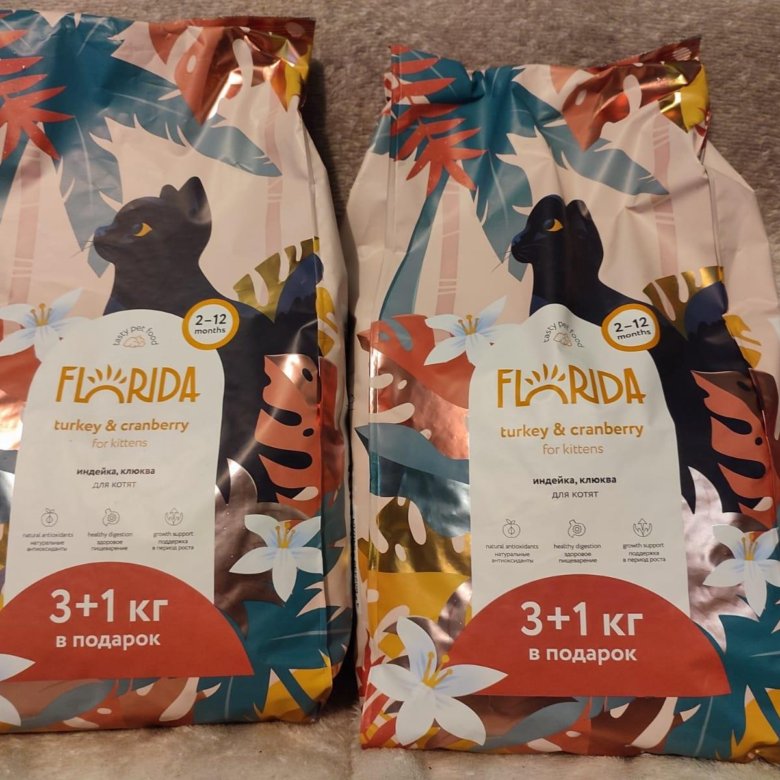 tasty pet food
2–12
months
FLORIDA
turkey & cranberry
for kittens
индейка, клюква
для котят
natural antioxidants
натуральные
антиоксиданты
healthy digestion
здоровое
пищеварение
growth support
поддержка
в период роста
3+1 кг
в подарок
tasty pet food
2–12
months
FLORIDA
turkey & cranberry
for kittens
индейка, клюква
для котят
natural antioxidants
натуральные
антиоксиданты
healthy digestion
здоровое
пищеварение
growth support
поддержка
в период роста
3+1 кг
в подарок